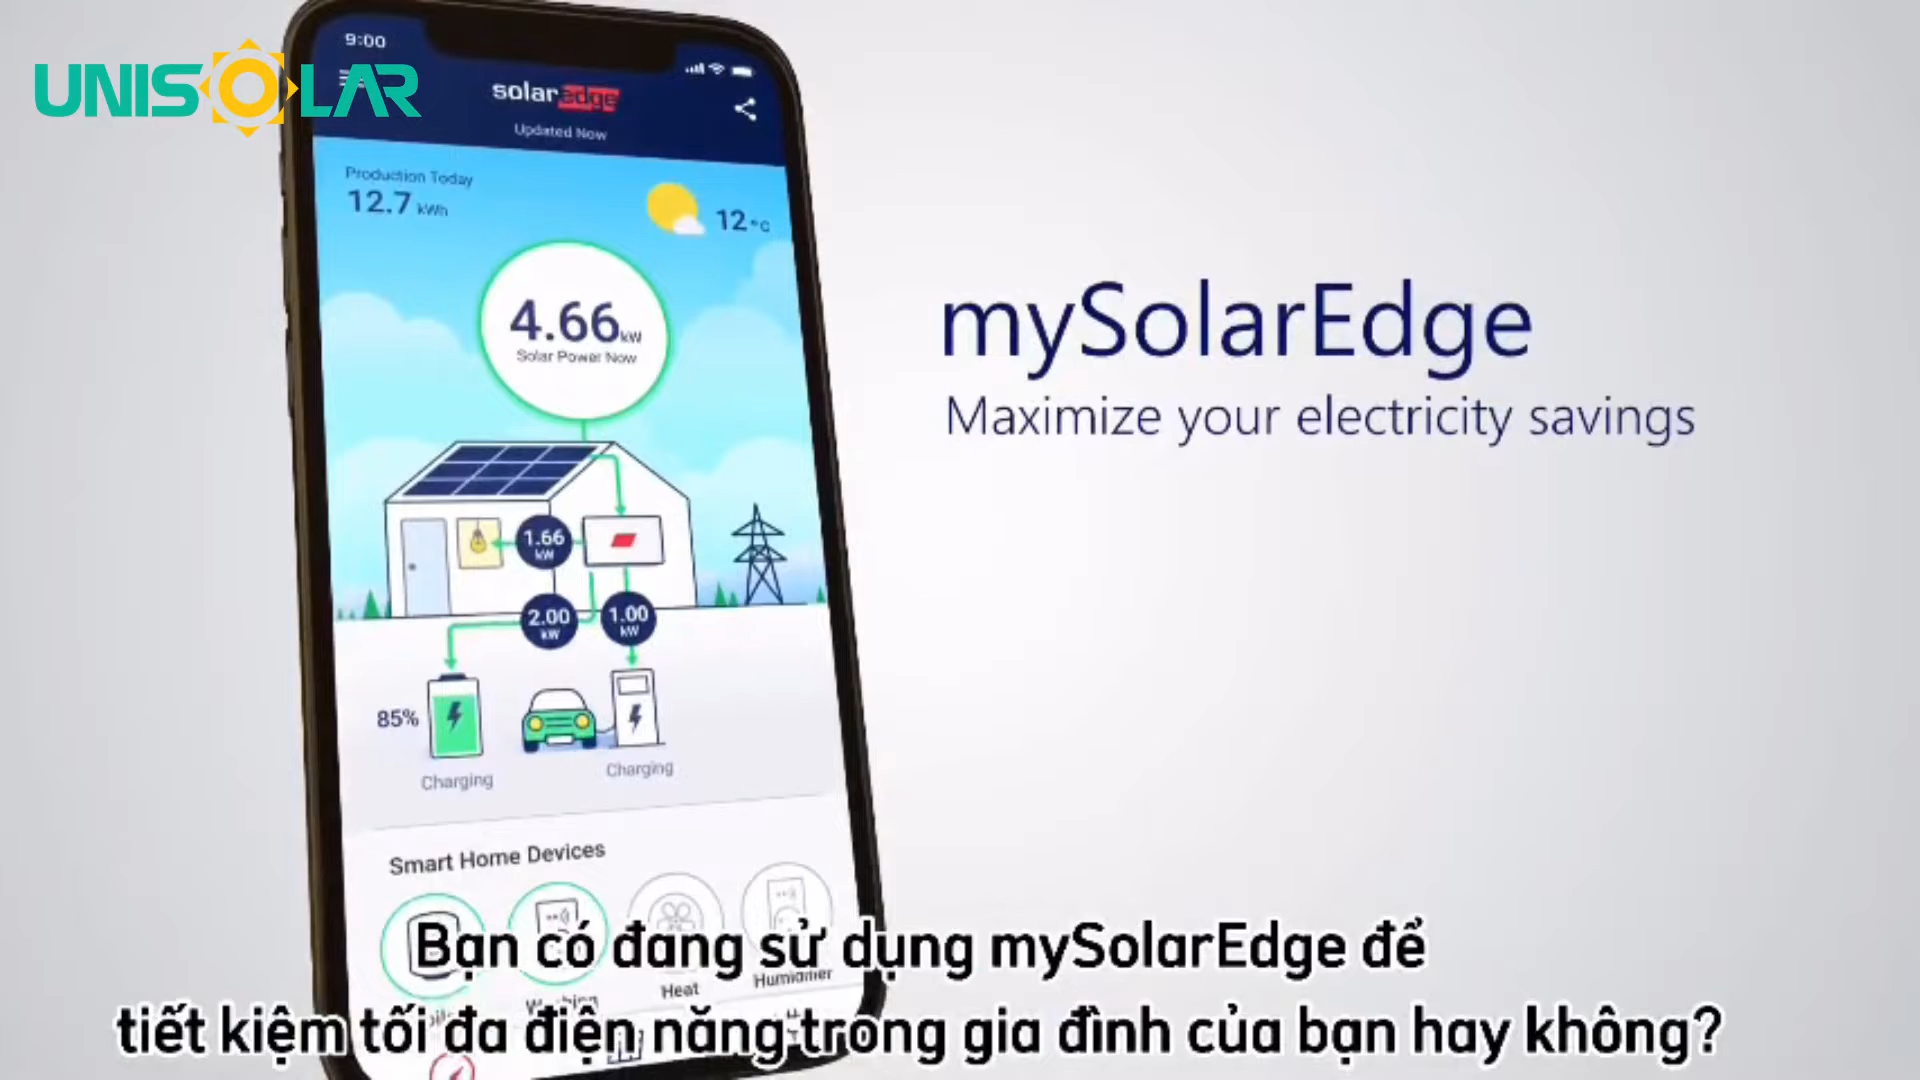 UNISOLAR
9:00
solaredge
Updated Now
Production Today
12.7 kWh
12°C
4.66 kW
Solar Power Now
mySolarEdge
Maximize your electricity savings
1.66 kW
2.00 kW
1.00 kW
85%
Charging
Charging
Smart Home Devices
Heat
Bạn có đang sử dụng mySolarEdge để
tiết kiệm tối đa điện năng trong gia đình của bạn hay không?